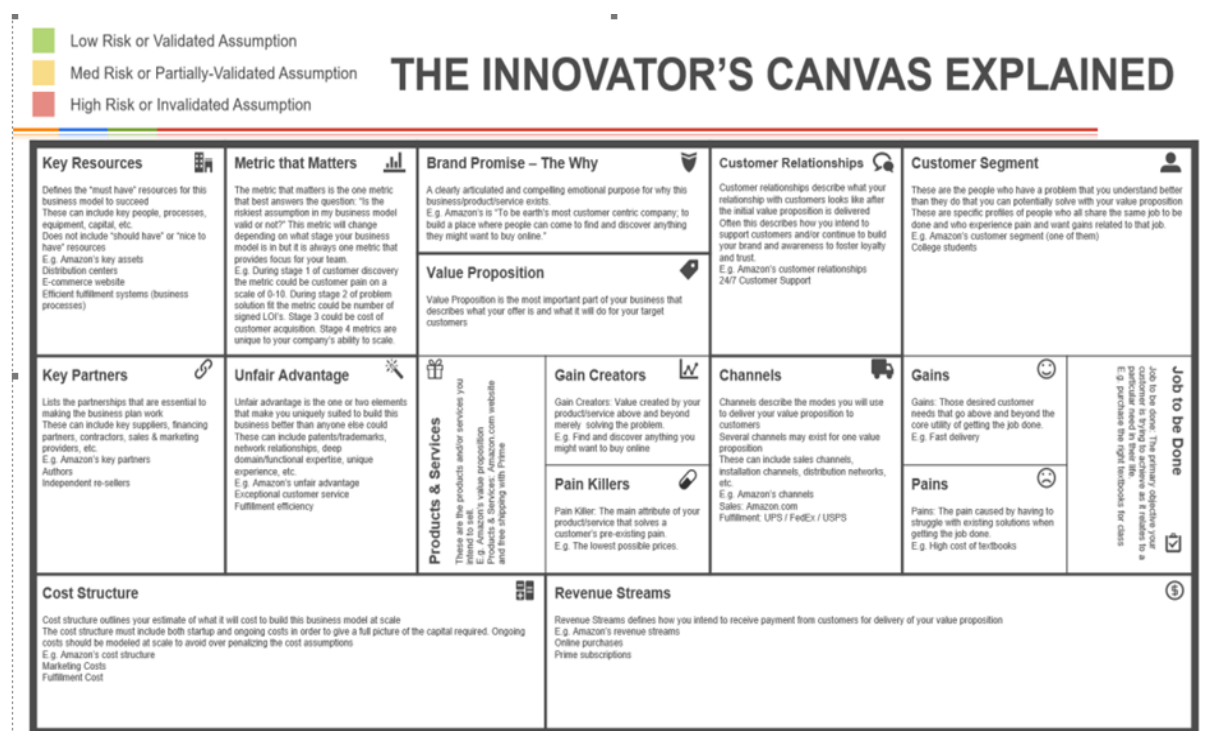 Low Risk or Validated Assumption
Med Risk or Partially-Validated Assumption
High Risk or Invalidated Assumption
THE INNOVATOR'S CANVAS EXPLAINED
Key Resources
Defines the "must have" resources for this
business model to succeed
These can include key people, processes,
equipment, capital, etc.
Does not include "should have" or "nice to
have" resources
E.g. Amazon's key assets
Distribution centers
E-commerce website
Efficient fulfillment systems (business
processes)
Metric that Matters
The metric that matters is the one metric
that best answers the question: "Is the
riskiest assumption in my business model
valid or not?" This metric will change
depending on what stage your business
model is in but it is always one metric that
provides focus for your team.
E.g. During stage 1 of customer discovery
the metric could be customer pain on a
scale of 0-10. During stage 2 of problem
solution fit the metric could be number of
signed LOI's. Stage 3 could be cost of
customer acquisition. Stage 4 metrics are
unique to your company's ability to scale.
Brand Promise – The Why
A clearly articulated and compelling emotional purpose for why this
business/product/service exists.
E.g. Amazon's is "To be earth's most customer centric company; to
build a place where people can come to find and discover anything
they might want to buy online."
Value Proposition
Value Proposition is the most important part of your business that
describes what your offer is and what it will do for your target
customers
Customer Relationships
Customer relationships describe what your
relationship with customers looks like after
the initial value proposition is delivered
Often this describes how you intend to
support customers and/or continue to build
your brand and awareness to foster loyalty
and trust.
E.g. Amazon's customer relationships
24/7 Customer Support
Customer Segment
These are the people who have a problem that you understand better
than they do that you can potentially solve with your value proposition
These are specific profiles of people who all share the same job to be
done and who experience pain and want gains related to that job.
E.g. Amazon's customer segment (one of them)
College students
Key Partners
Lists the partnerships that are essential to
making the business plan work
These can include key suppliers, financing
partners, contractors, sales & marketing
providers, etc.
E.g. Amazon's key partners
Authors
Independent re-sellers
Unfair Advantage
Unfair advantage is the one or two elements
that make you uniquely suited to build this
business better than anyone else could
These can include patents/trademarks,
network relationships, deep
domain/functional expertise, unique
experience, etc.
E.g. Amazon's unfair advantage
Exceptional customer service
Fulfillment efficiency
Products & Services
These are the products and/or services you
intend to sell.
E.g. Amazon's value proposition
Products & Services: Amazon.com website
and free shipping with Prime
Gain Creators
Gain Creators: Value created by your
product/service above and beyond
merely solving the problem.
E.g. Find and discover anything you
might want to buy online
Pain Killers
Pain Killer: The main attribute of your
product/service that solves a
customer's pre-existing pain.
E.g. The lowest possible prices.
Channels
Channels describe the modes you will use
to deliver your value proposition to
customers
Several channels may exist for one value
proposition
These can include sales channels,
installation channels, distribution networks,
etc.
E.g. Amazon's channels
Sales: Amazon.com
Fulfillment: UPS / FedEx / USPS
Gains
Gains: Those desired customer
needs that go above and beyond the
core utility of getting the job done.
E.g. Fast delivery
Pains
Pains: The pain caused by having to
struggle with existing solutions when
getting the job done.
E.g. High cost of textbooks
Job to be Done
Job to be done: The primary objective your
customer is trying to achieve as it relates to a
particular need in their life.
E.g. purchase the right textbooks for class
Cost Structure
Cost structure outlines your estimate of what it will cost to build this business model at scale
The cost structure must include both startup and ongoing costs in order to give a full picture of the capital required. Ongoing
costs should be modeled at scale to avoid over penalizing the cost assumptions
E.g. Amazon's cost structure
Marketing Costs
Fulfillment Cost
Revenue Streams
Revenue Streams defines how you intend to receive payment from customers for delivery of your value proposition
E.g. Amazon's revenue streams
Online purchases
Prime subscriptions